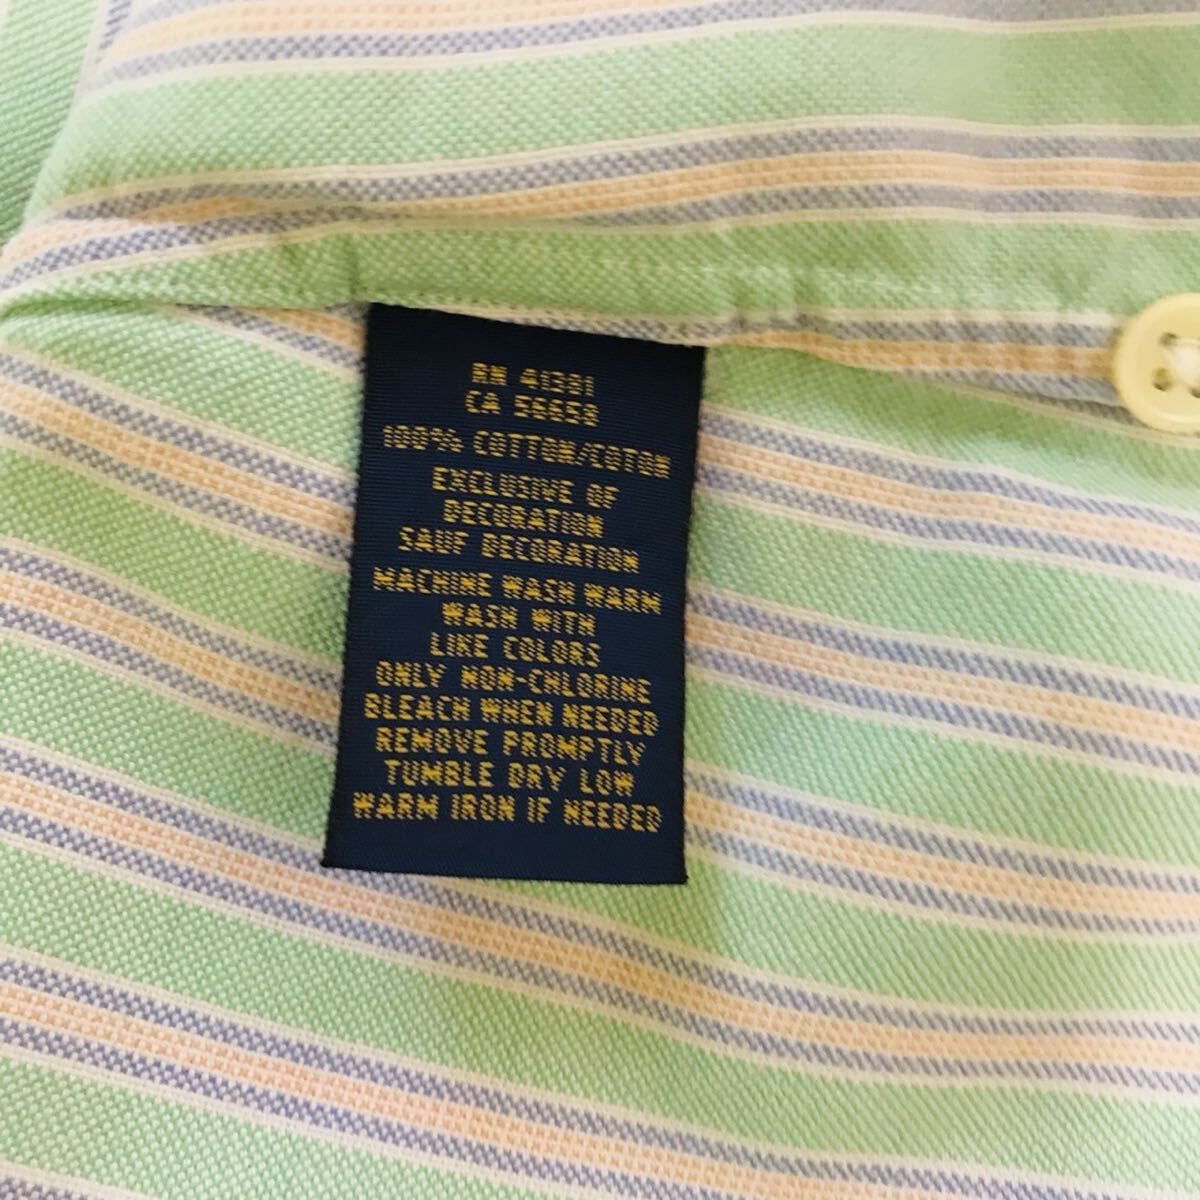 RN 41381
CA 56658
100% COTTON/COTON
EXCLUSIVE OF
DECORATION
SAUF DECORATION
MACHINE WASH WARM
WASH WITH
LIKE COLORS
ONLY NON-CHLORINE
BLEACH WHEN NEEDED
REMOVE PROMPTLY
TUMBLE DRY LOW
WARM IRON IF NEEDED